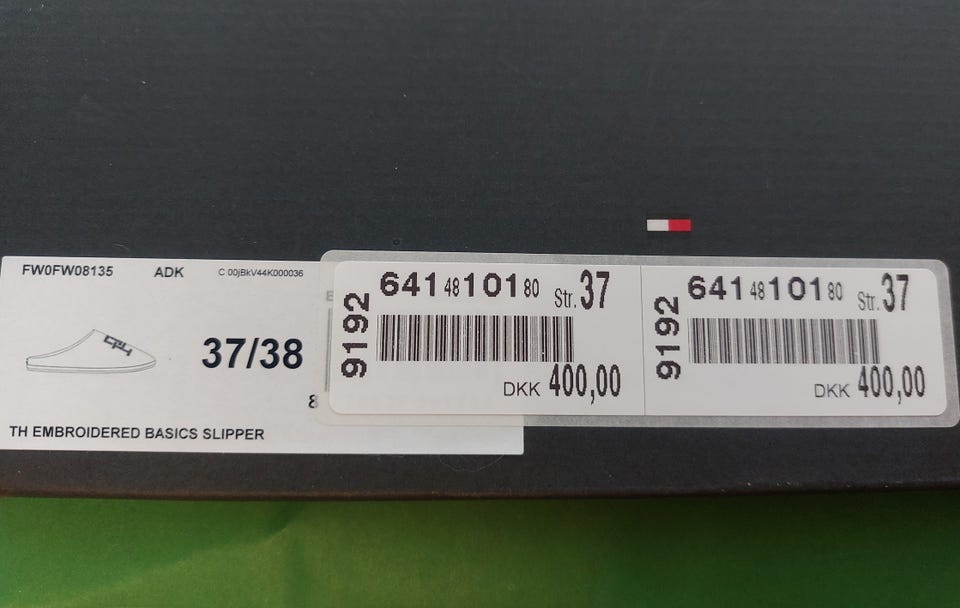 FW0FW08135 ADK C 00jBkV44K000036
37/38
TH EMBROIDERED BASICS SLIPPER
9192
641 48 101 80 Str. 37
DKK 400,00
9192
641 48 101 80 Str. 37
DKK 400,00